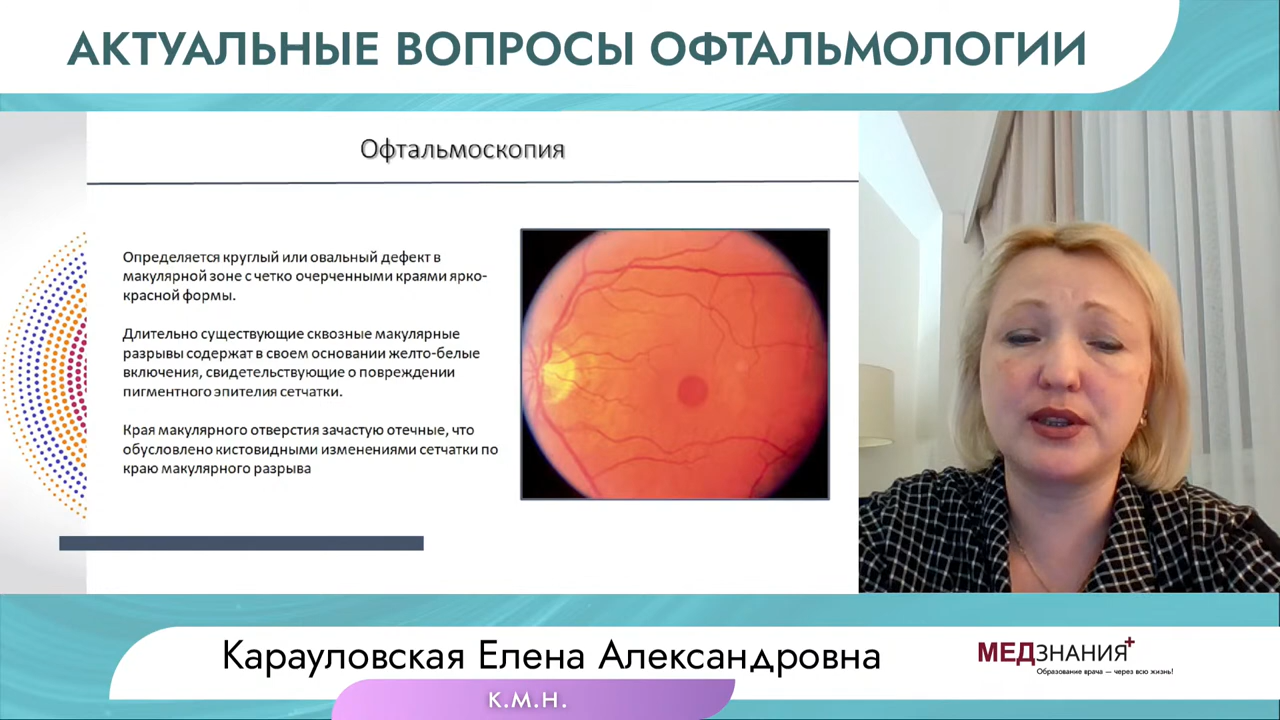 АКТУАЛЬНЫЕ ВОПРОСЫ ОФТАЛЬМОЛОГИИ
Офтальмоскопия
Определяется круглый или овальный дефект в
макулярной зоне с четко очерченными краями ярко-
красной формы.
Длительно существующие сквозные макулярные
разрывы содержат в своем основании желто-белые
включения, свидетельствующие о повреждении
пигментного эпителия сетчатки.
Края макулярного отверстия зачастую отечные, что
обусловлено кистовидными изменениями сетчатки по
краю макулярного разрыва
Карауловская Елена Александровна
к.м.н.
МЕДЗНАНИЯ+
Образование врача — через всю жизнь!